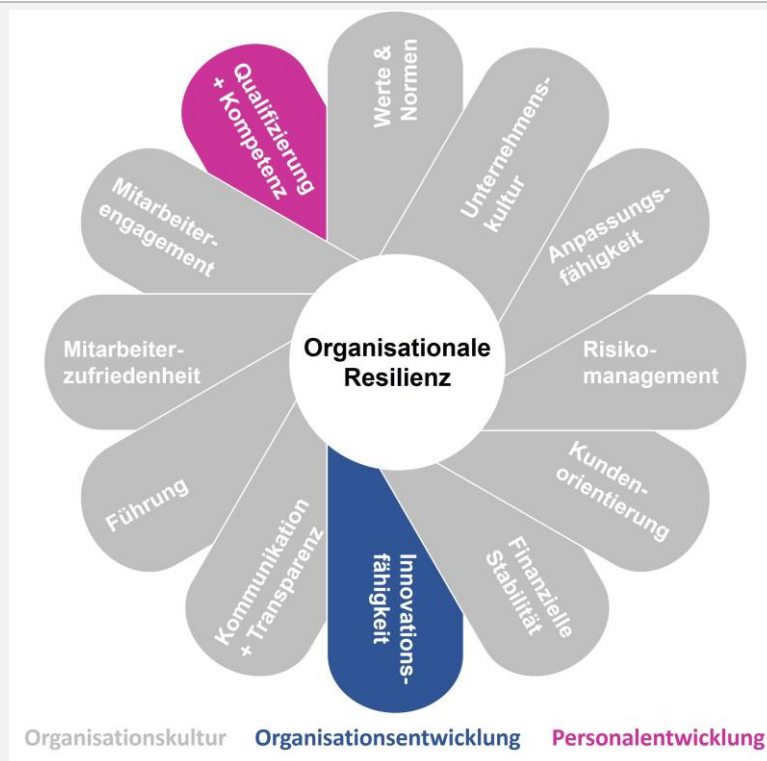 Werte &
Normen
Unternehmens-
kultur
Anpassungs-
fähigkeit
Risiko-
management
Kunden-
orientierung
Finanzielle
Stabilität
Innovations-
fähigkeit
Kommunikation
+ Transparenz
Führung
Mitarbeiter-
zufriedenheit
Mitarbeiter-
engagement
Qualifizierung
+ Kompetenz
Organisationale
Resilienz
Organisationskultur
Organisationsentwicklung
Personalentwicklung